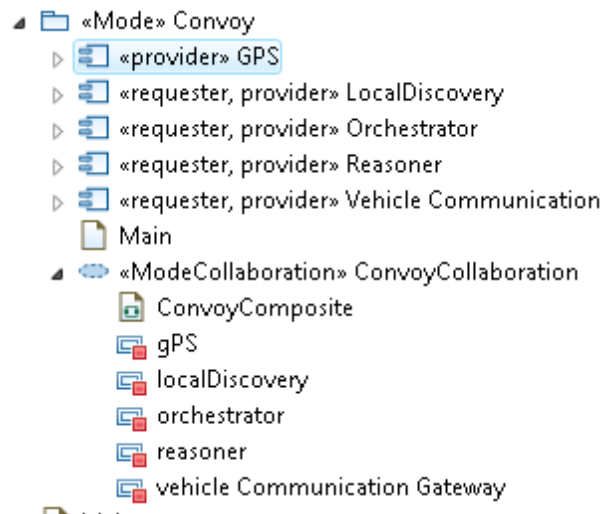 «Mode» Convoy
«provider» GPS
«requester, provider» LocalDiscovery
«requester, provider» Orchestrator
«requester, provider» Reasoner
«requester, provider» Vehicle Communication
Main
«ModeCollaboration» ConvoyCollaboration
ConvoyComposite
gPS
localDiscovery
orchestrator
reasoner
vehicle Communication Gateway